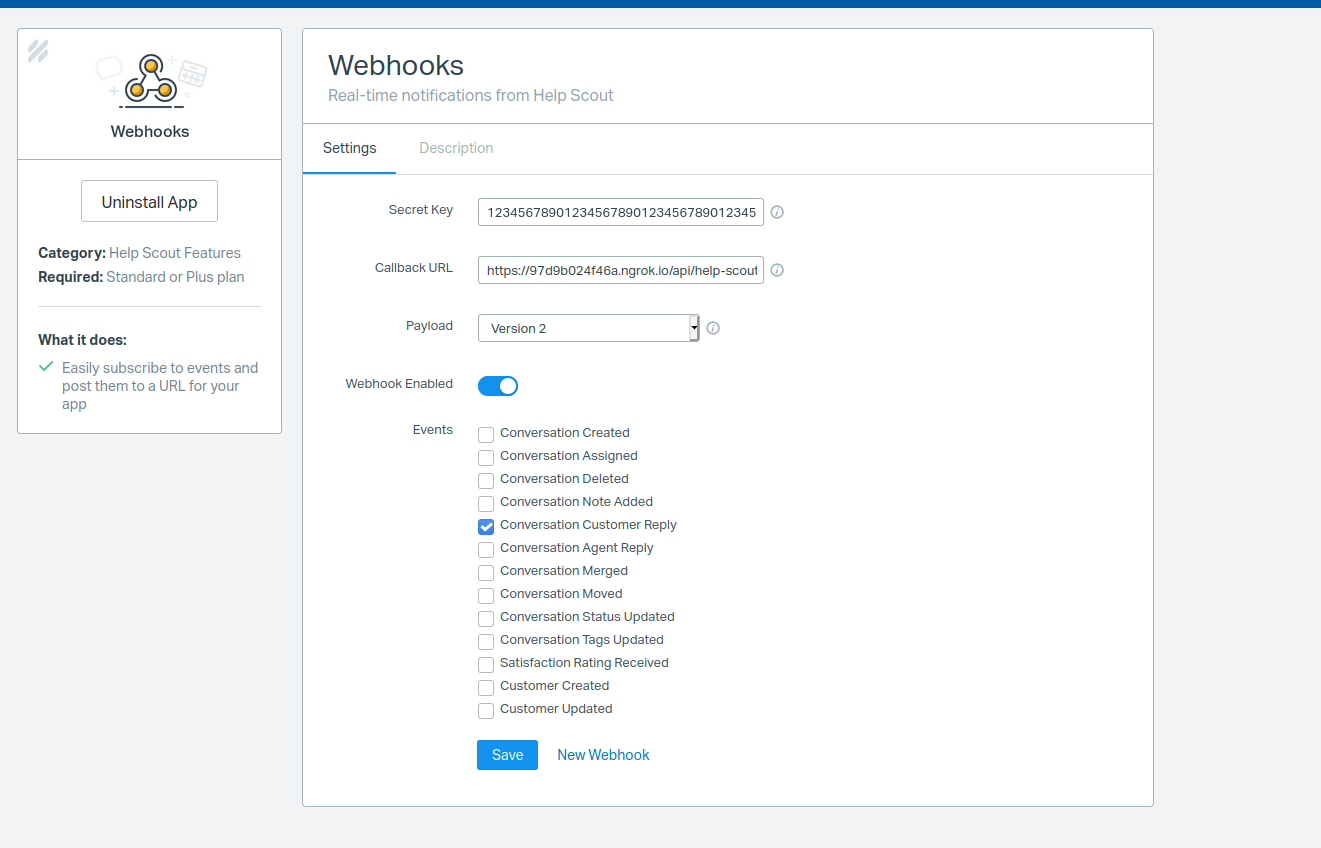 Webhooks
Uninstall App
Category: Help Scout Features
Required: Standard or Plus plan
What it does:
Easily subscribe to events and
post them to a URL for your
app
Webhooks
Real-time notifications from Help Scout
Settings
Description
Secret Key
12345678901234567890123456789012345
Callback URL
https://97d9b024f46a.ngrok.io/api/help-scout
Payload
Version 2
Webhook Enabled
Events
Conversation Created
Conversation Assigned
Conversation Deleted
Conversation Note Added
Conversation Customer Reply
Conversation Agent Reply
Conversation Merged
Conversation Moved
Conversation Status Updated
Conversation Tags Updated
Satisfaction Rating Received
Customer Created
Customer Updated
Save
New Webhook